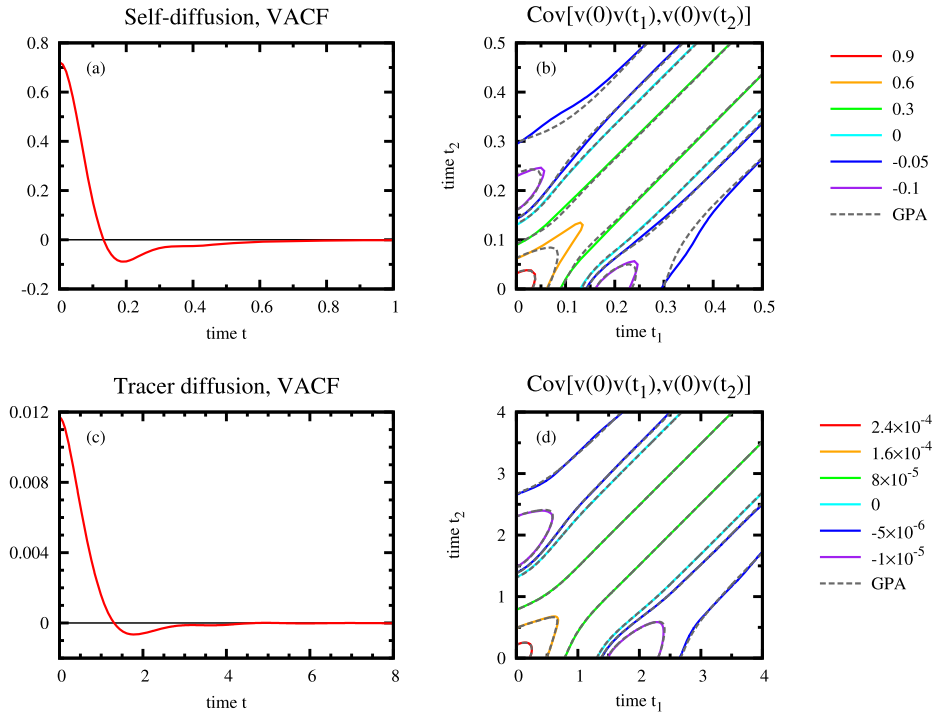 Self-diffusion, VACF
(a)
0.8
0.6
0.4
0.2
0
-0.2
0 0.2 0.4 0.6 0.8 1
time t
Cov[v(0)v(t1),v(0)v(t2)]
(b)
0.5
0.4
0.3
0.2
0.1
0
time t2
0 0.1 0.2 0.3 0.4 0.5
time t1
0.9
0.6
0.3
0
-0.05
-0.1
GPA
Tracer diffusion, VACF
(c)
0.012
0.008
0.004
0
0 2 4 6 8
time t
Cov[v(0)v(t1),v(0)v(t2)]
(d)
4
3
2
1
0
time t2
0 1 2 3 4
time t1
2.4×10-4
1.6×10-4
8×10-5
0
-5×10-6
-1×10-5
GPA